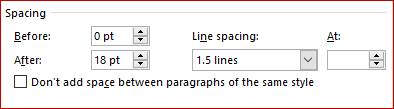 Spacing
Before: 0 pt Line spacing: At:
After: 18 pt 1.5 lines
Don't add space between paragraphs of the same style